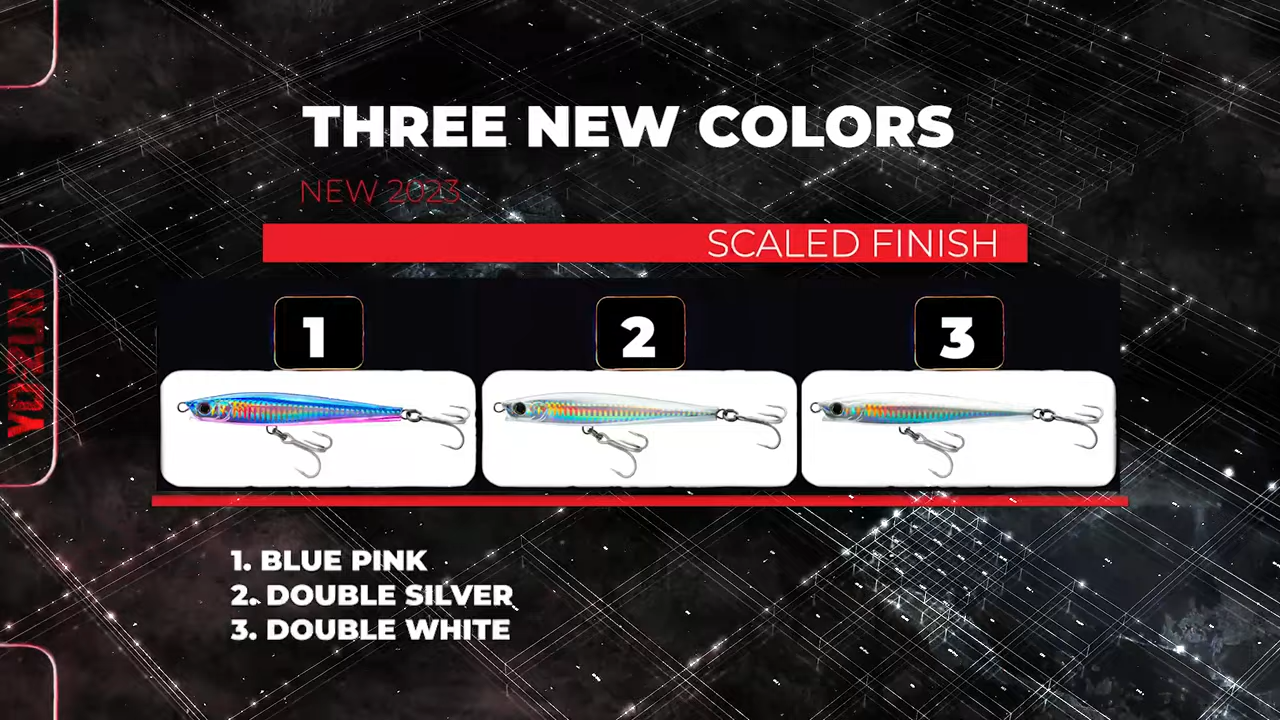 THREE NEW COLORS
NEW 2023
SCALED FINISH
1
2
3
YO-ZURI
1. BLUE PINK
2. DOUBLE SILVER
3. DOUBLE WHITE